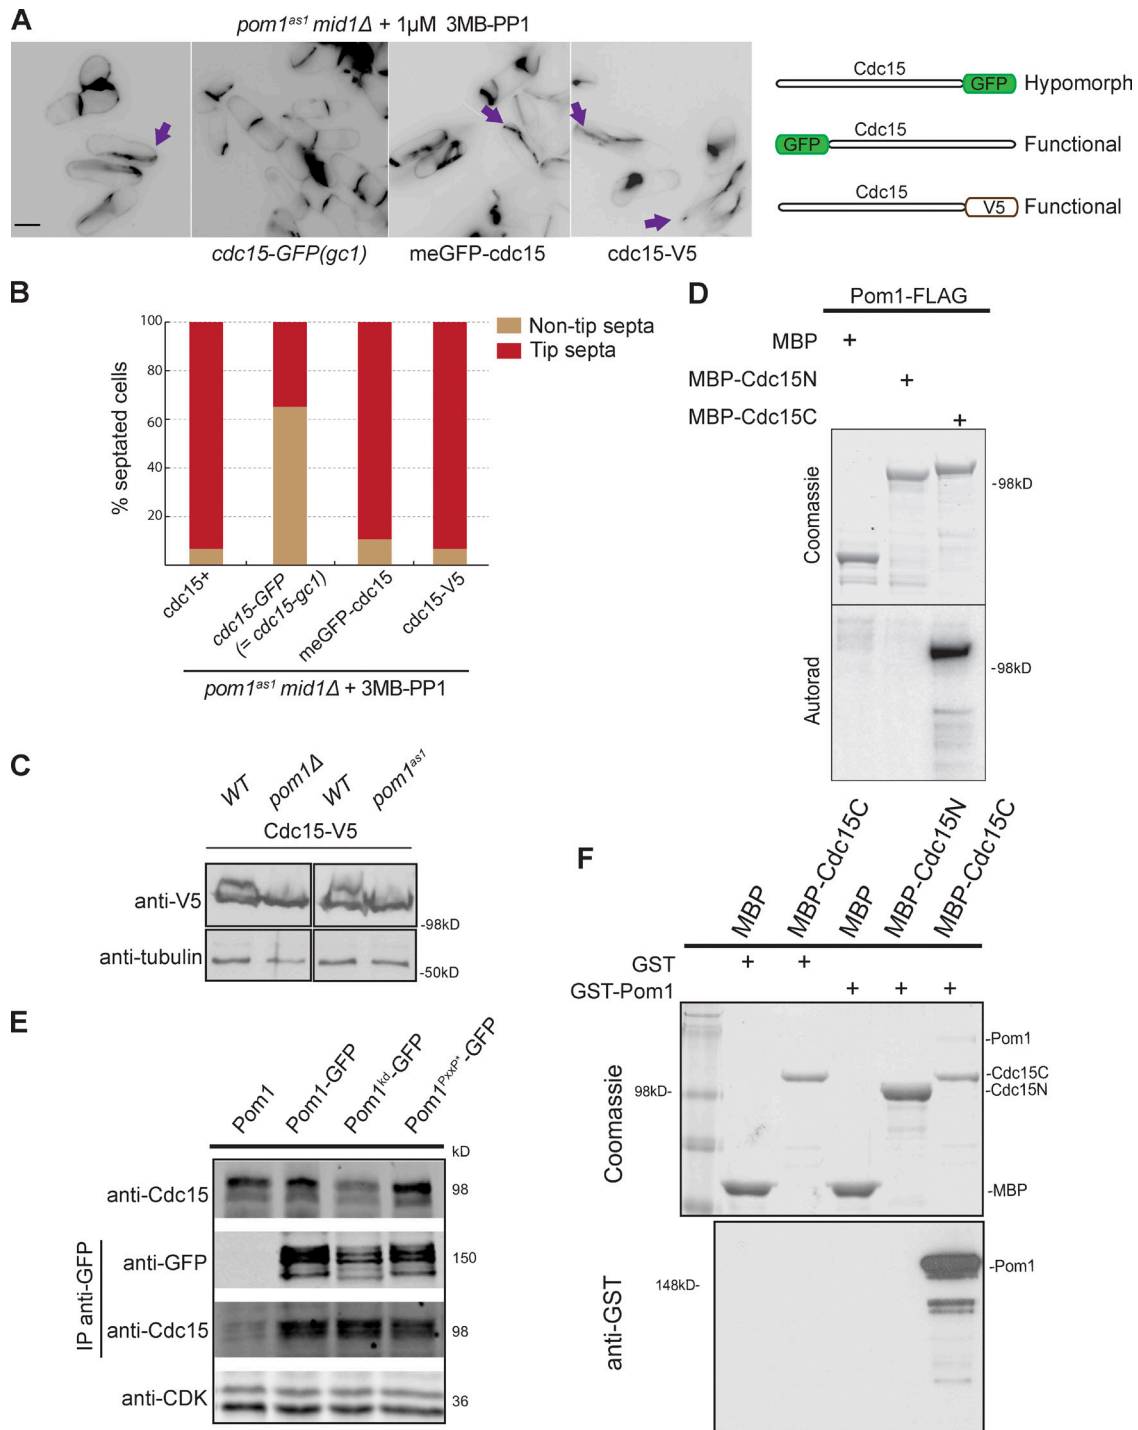 A
pom1as1 mid1Δ + 1µM 3MB-PP1
cdc15-GFP(gc1)
meGFP-cdc15
cdc15-V5
Cdc15
GFP
Hypomorph
Cdc15
GFP
Functional
Cdc15
V5
Functional
B
% septated cells
100
80
60
40
20
Non-tip septa
Tip septa
cdc15+
cdc15-GFP
(= cdc15-gc1)
meGFP-cdc15
cdc15-V5
pom1as1 mid1Δ + 3MB-PP1
C
WT
pom1Δ
WT
pom1as1
Cdc15-V5
anti-V5
-98kD
anti-tubulin
-50kD
D
Pom1-FLAG
MBP +
MBP-Cdc15N +
MBP-Cdc15C +
Coomassie
-98kD
Autorad
-98kD
E
Pom1
Pom1-GFP
Pom1kd-GFP
Pom1PxxP*-GFP
kD
anti-Cdc15
98
IP anti-GFP
anti-GFP
150
anti-Cdc15
98
anti-CDK
36
F
MBP
MBP-Cdc15C
MBP
MBP-Cdc15N
MBP-Cdc15C
GST + +
GST-Pom1 + + +
Coomassie
98kD-
-Pom1
-Cdc15C
-Cdc15N
-MBP
anti-GST
148kD-
-Pom1